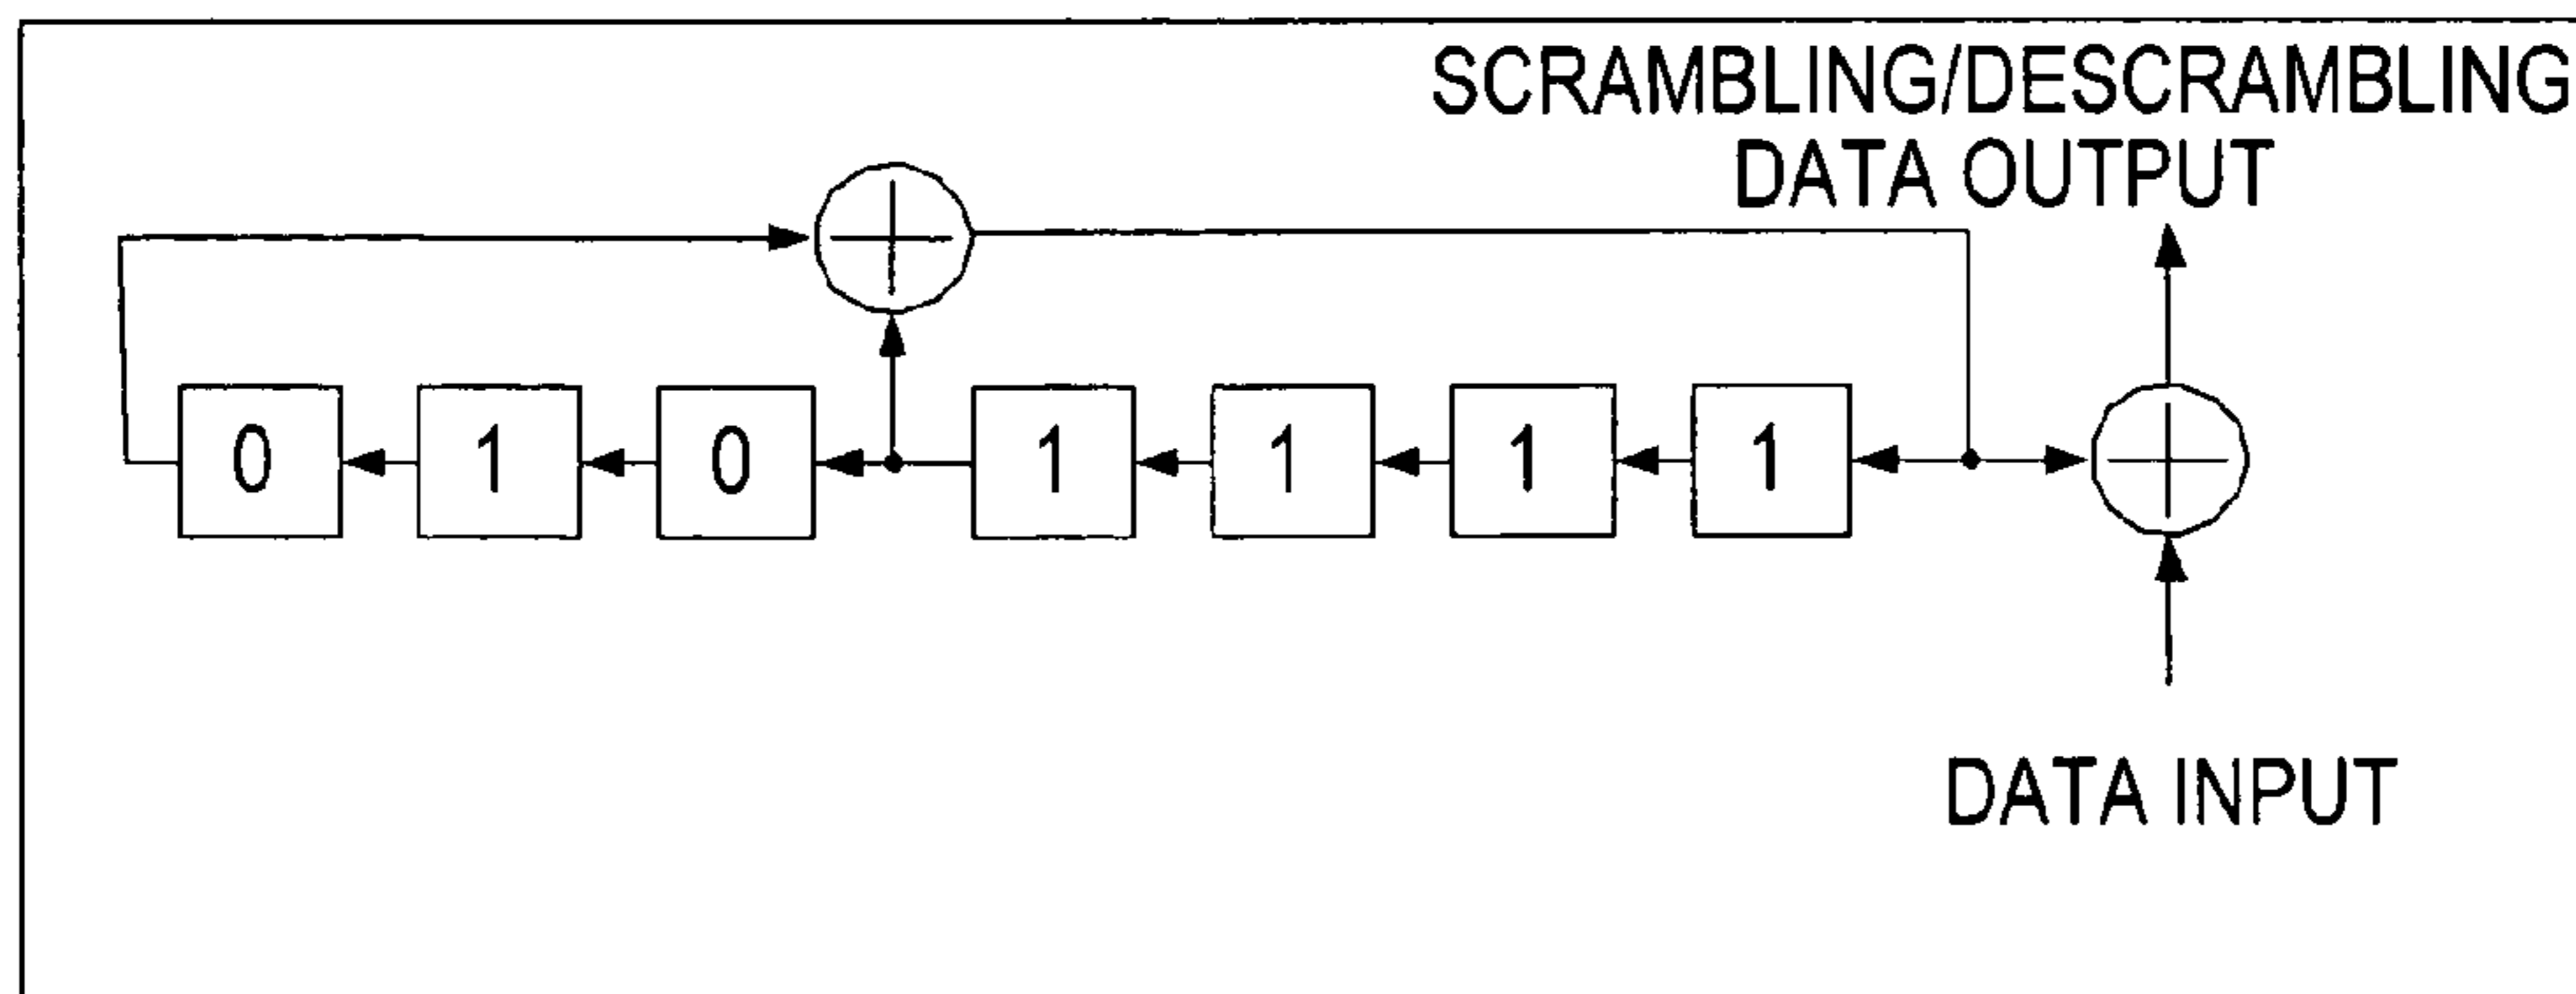 SCRAMBLING/DESCRAMBLING
DATA OUTPUT
0 1 0 1 1 1 1
DATA INPUT